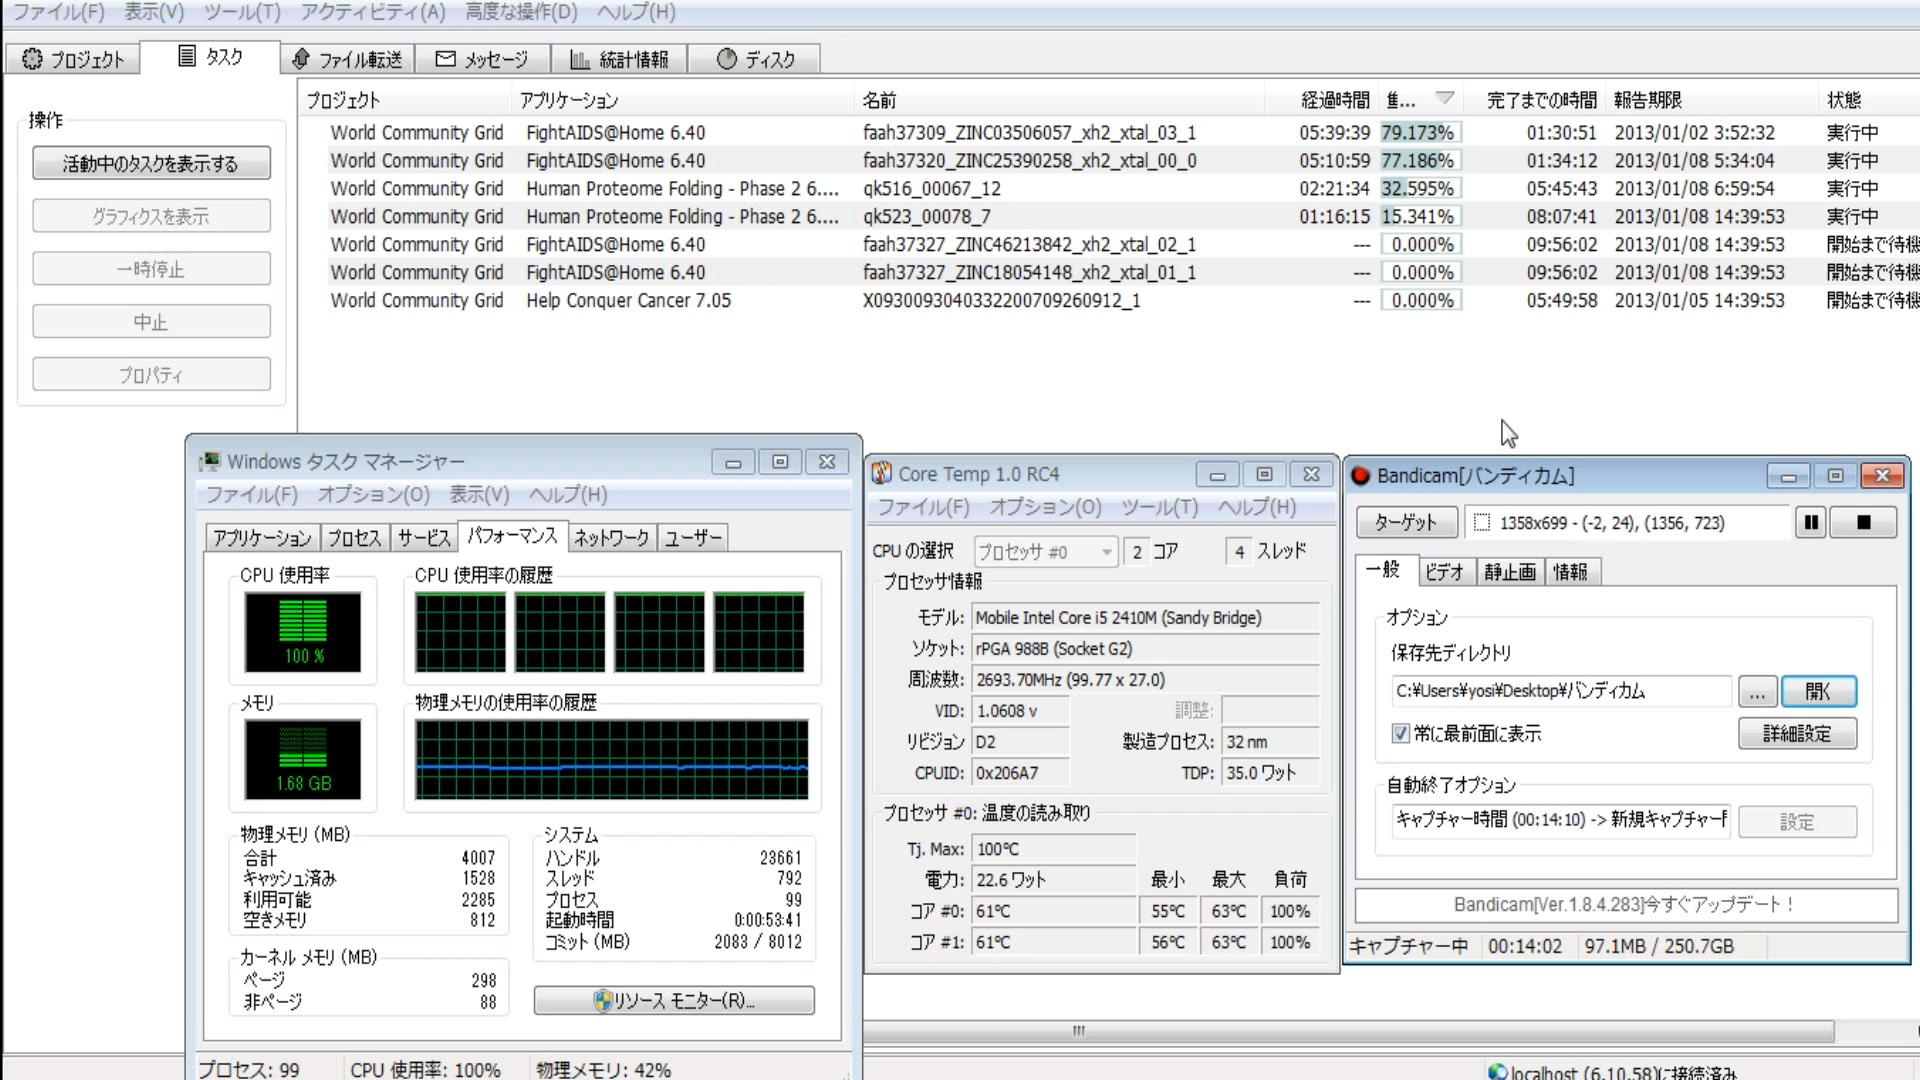 ファイル(F) 表示(V) ツール(T) アクティビティ(A) 高度な操作(D) ヘルプ(H)
プロジェクト タスク ファイル転送 メッセージ 統計情報 ディスク
操作
活動中のタスクを表示する
グラフィクスを表示
一時停止
中止
プロパティ
プロジェクト アプリケーション 名前 経過時間 進... 完了までの時間 報告期限 状態
World Community Grid FightAIDS@Home 6.40 faah37309_ZINC03506057_xh2_xtal_03_1 05:39:39 79.173% 01:30:51 2013/01/02 3:52:32 実行中
World Community Grid FightAIDS@Home 6.40 faah37320_ZINC25390258_xh2_xtal_00_0 05:10:59 77.186% 01:34:12 2013/01/08 5:34:04 実行中
World Community Grid Human Proteome Folding - Phase 2 6.... qk516_00067_12 02:21:34 32.595% 05:45:43 2013/01/08 6:59:54 実行中
World Community Grid Human Proteome Folding - Phase 2 6.... qk523_00078_7 01:16:15 15.341% 08:07:41 2013/01/08 14:39:53 実行中
World Community Grid FightAIDS@Home 6.40 faah37327_ZINC46213842_xh2_xtal_02_1 --- 0.000% 09:56:02 2013/01/08 14:39:53 開始まで待機
World Community Grid FightAIDS@Home 6.40 faah37327_ZINC18054148_xh2_xtal_01_1 --- 0.000% 09:56:02 2013/01/08 14:39:53 開始まで待機
World Community Grid Help Conquer Cancer 7.05 X0930093040332200709260912_1 --- 0.000% 05:49:58 2013/01/05 14:39:53 開始まで待機
Windows タスク マネージャー
ファイル(F) オプション(O) 表示(V) ヘルプ(H)
アプリケーション プロセス サービス パフォーマンス ネットワーク ユーザー
CPU 使用率 CPU 使用率の履歴
100 %
メモリ 物理メモリの使用率の履歴
1.68 GB
物理メモリ (MB)
合計 4007
キャッシュ済み 1528
利用可能 2285
空きメモリ 812
カーネル メモリ (MB)
ページ 298
非ページ 88
システム
ハンドル 23661
スレッド 792
プロセス 99
起動時間 0:00:53:41
コミット (MB) 2083 / 8012
リソース モニター(R)...
プロセス: 99 CPU 使用率: 100% 物理メモリ: 42%
Core Temp 1.0 RC4
ファイル(F) オプション(O) ツール(T) ヘルプ(H)
CPU の選択 プロセッサ #0 2 コア 4 スレッド
プロセッサ情報
モデル: Mobile Intel Core i5 2410M (Sandy Bridge)
ソケット: rPGA 988B (Socket G2)
周波数: 2693.70MHz (99.77 x 27.0)
VID: 1.0608 v 調整:
リビジョン D2 製造プロセス: 32 nm
CPUID: 0x206A7 TDP: 35.0 ワット
プロセッサ #0: 温度の読み取り
Tj. Max: 100℃
電力: 22.6 ワット 最小 最大 負荷
コア #0: 61℃ 55℃ 63℃ 100%
コア #1: 61℃ 56℃ 63℃ 100%
Bandicam[バンディカム]
ターゲット 1358x699 - (-2, 24), (1356, 723)
一般 ビデオ 静止画 情報
オプション
保存先ディレクトリ
C:¥Users¥yosi¥Desktop¥バンディカム ... 開く
常に最前面に表示 詳細設定
自動終了オプション
キャプチャー時間 (00:14:10) -> 新規キャプチャー 設定
Bandicam[Ver.1.8.4.283]今すぐアップデート！
キャプチャー中 00:14:02 97.1MB / 250.7GB
localhost (6.10.58)に接続済み